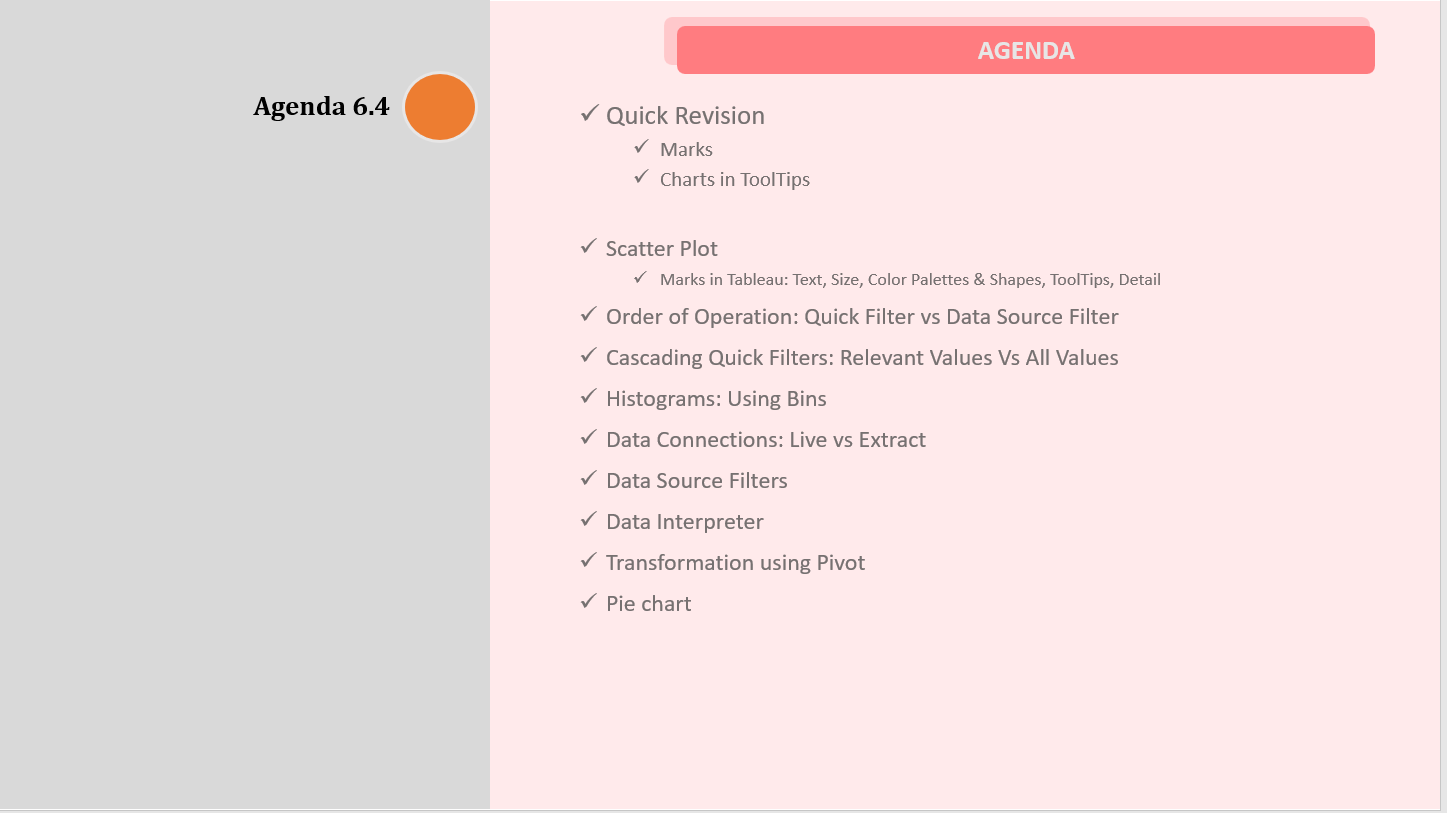 Agenda 6.4
AGENDA
Quick Revision
Marks
Charts in ToolTips
Scatter Plot
Marks in Tableau: Text, Size, Color Palettes & Shapes, ToolTips, Detail
Order of Operation: Quick Filter vs Data Source Filter
Cascading Quick Filters: Relevant Values Vs All Values
Histograms: Using Bins
Data Connections: Live vs Extract
Data Source Filters
Data Interpreter
Transformation using Pivot
Pie chart